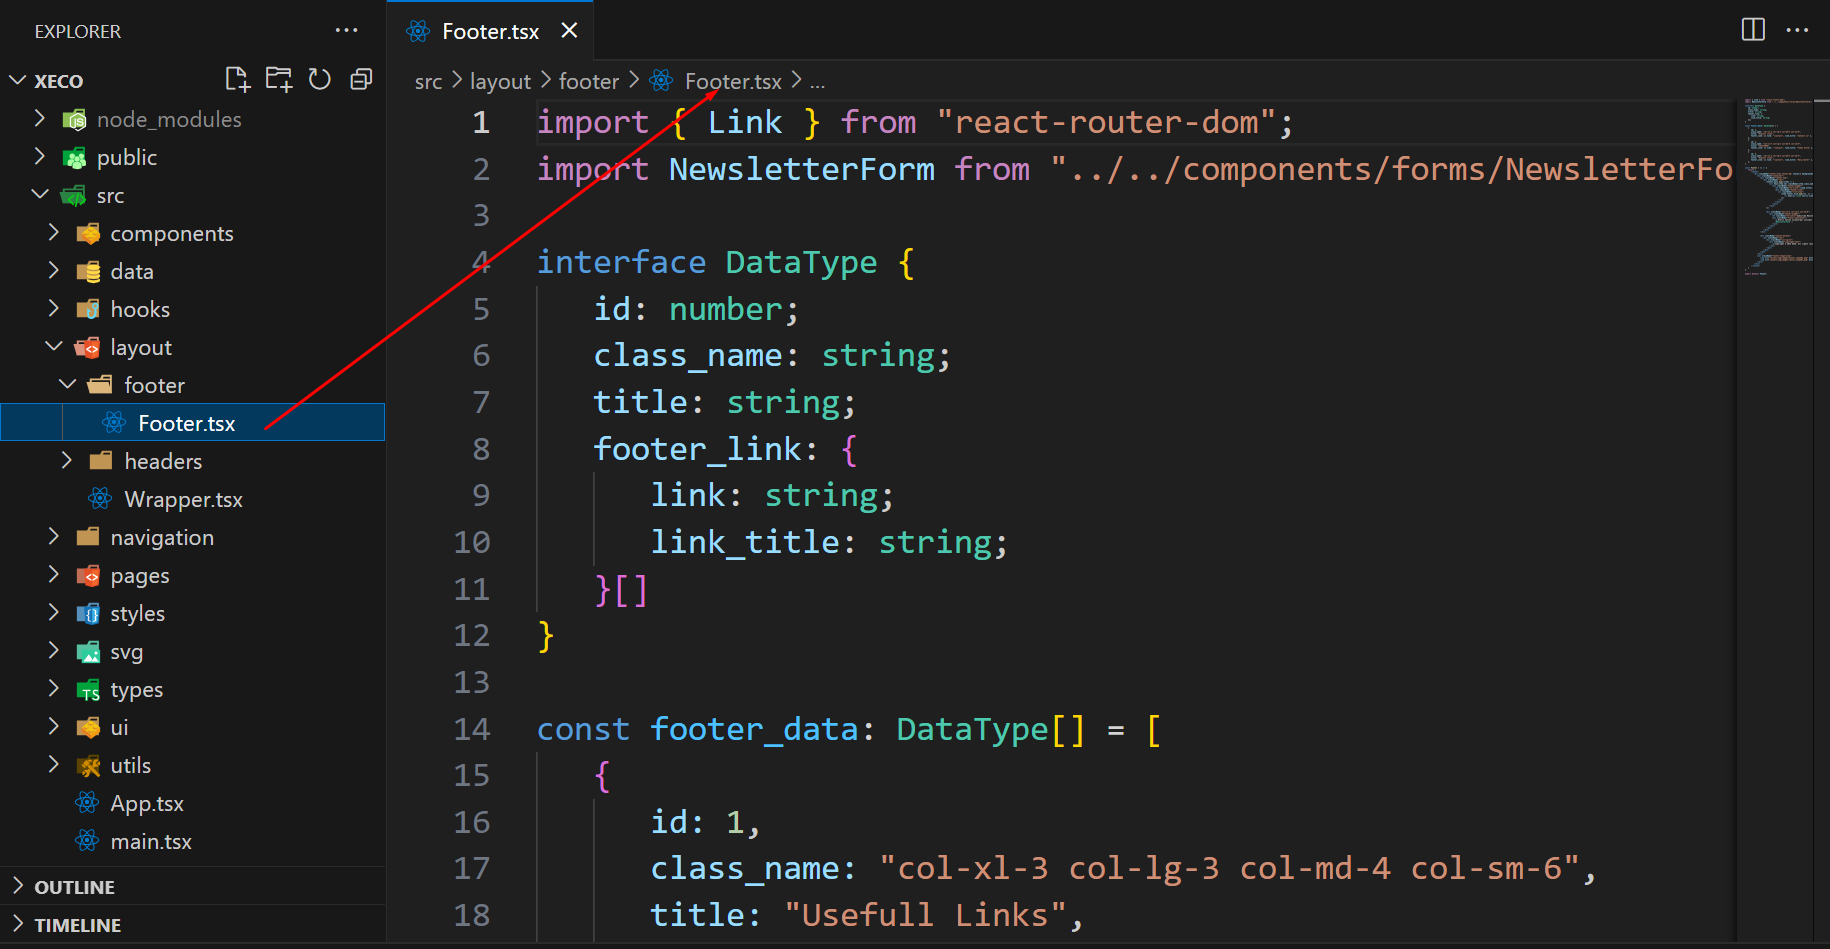 EXPLORER
XECO
node_modules
public
src
components
data
hooks
layout
footer
Footer.tsx
headers
Wrapper.tsx
navigation
pages
styles
svg
types
ui
utils
App.tsx
main.tsx
OUTLINE
TIMELINE
Footer.tsx
src > layout > footer > Footer.tsx > ...
1 import { Link } from "react-router-dom";
2 import NewsletterForm from "../../components/forms/NewsletterFo
3
4 interface DataType {
5 id: number;
6 class_name: string;
7 title: string;
8 footer_link: {
9 link: string;
10 link_title: string;
11 }[]
12 }
13
14 const footer_data: DataType[] = [
15 {
16 id: 1,
17 class_name: "col-xl-3 col-lg-3 col-md-4 col-sm-6",
18 title: "Usefull Links",